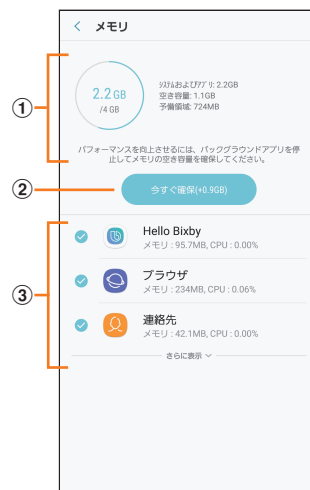 メモリ
2.2 GB
/4 GB
ｼｽﾃﾑおよびｱﾌﾟﾘ: 2.2GB
空き容量: 1.1GB
予備領域: 724MB
パフォーマンスを向上させるには、バックグラウンドアプリを停
止してメモリの空き容量を確保してください。
今すぐ確保(+0.9GB)
Hello Bixby
メモリ : 95.7MB, CPU : 0.00%
ブラウザ
メモリ : 234MB, CPU : 0.06%
連絡先
メモリ : 42.1MB, CPU : 0.00%
さらに表示
①
②
③